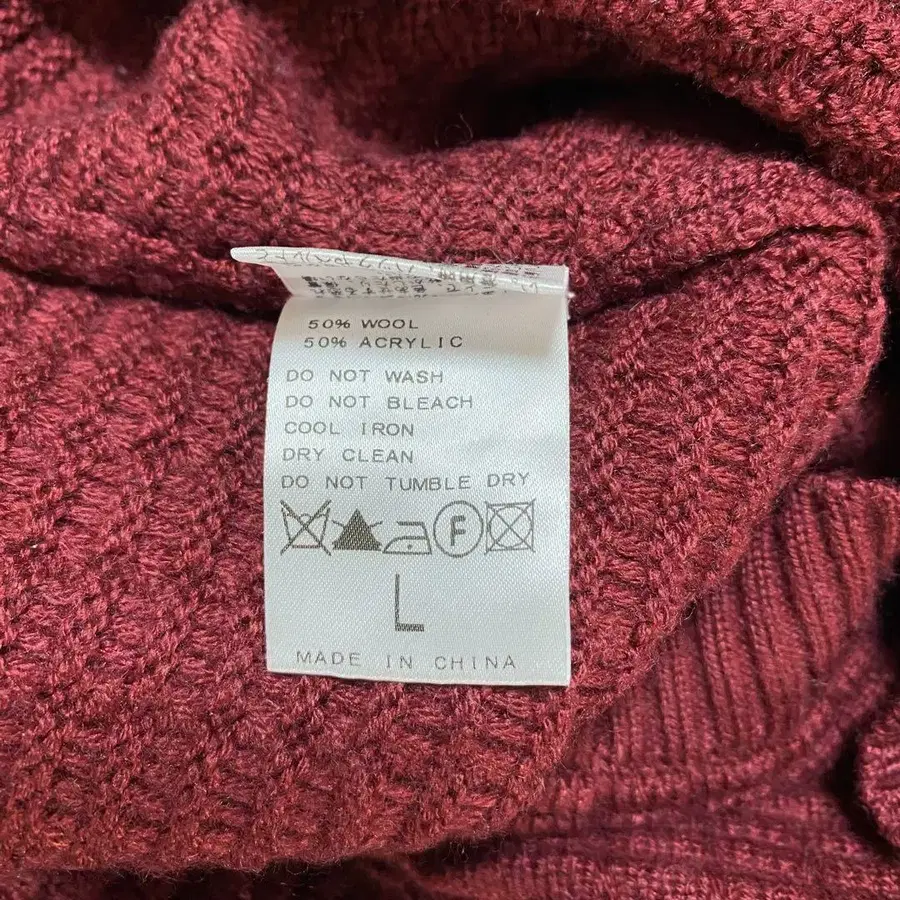 50% WOOL
50% ACRYLIC
DO NOT WASH
DO NOT BLEACH
COOL IRON
DRY CLEAN
DO NOT TUMBLE DRY
F
L
MADE IN CHINA